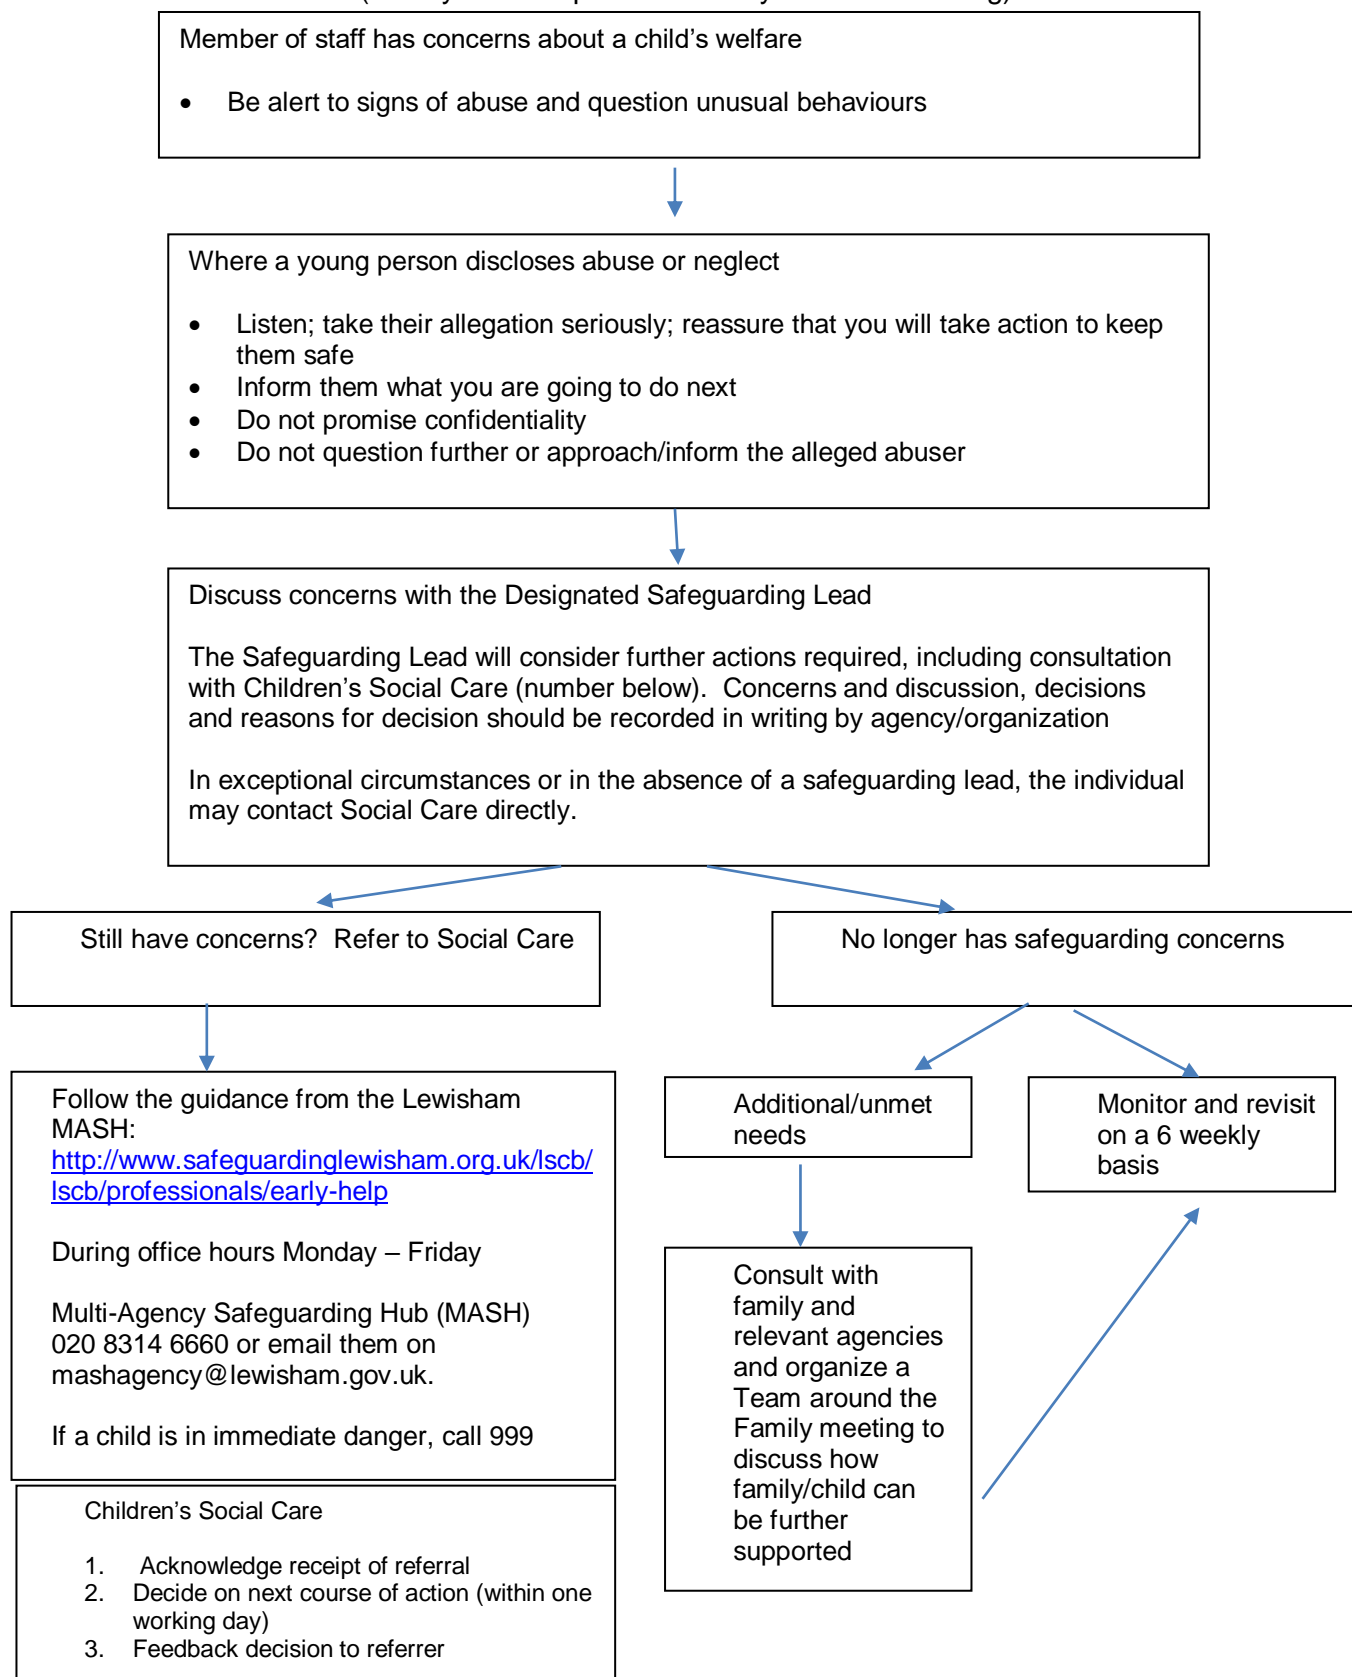 Member of staff has concerns about a child’s welfare
• Be alert to signs of abuse and question unusual behaviours
Where a young person discloses abuse or neglect
• Listen; take their allegation seriously; reassure that you will take action to keep
them safe
• Inform them what you are going to do next
• Do not promise confidentiality
• Do not question further or approach/inform the alleged abuser
Discuss concerns with the Designated Safeguarding Lead
The Safeguarding Lead will consider further actions required, including consultation
with Children’s Social Care (number below).  Concerns and discussion, decisions
and reasons for decision should be recorded in writing by agency/organization
In exceptional circumstances or in the absence of a safeguarding lead, the individual
may contact Social Care directly.
Still have concerns?  Refer to Social Care
No longer has safeguarding concerns
Follow the guidance from the Lewisham
MASH:
http://www.safeguardinglewisham.org.uk/lscb/
lscb/professionals/early-help
During office hours Monday – Friday
Multi-Agency Safeguarding Hub (MASH)
020 8314 6660 or email them on
mashagency@lewisham.gov.uk.
If a child is in immediate danger, call 999
Children’s Social Care
1. Acknowledge receipt of referral
2. Decide on next course of action (within one
working day)
3. Feedback decision to referrer
Additional/unmet
needs
Monitor and revisit
on a 6 weekly
basis
Consult with
family and
relevant agencies
and organize a
Team around the
Family meeting to
discuss how
family/child can
be further
supported